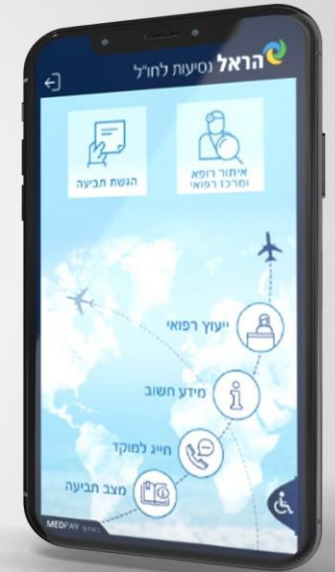 הראל נסיעות לחו"ל
איתור רופא
ומרכז רפואי
הגשת תביעה
ייעוץ רפואי
מידע חשוב
חייג למוקד
מצב תביעה
MEDPAY